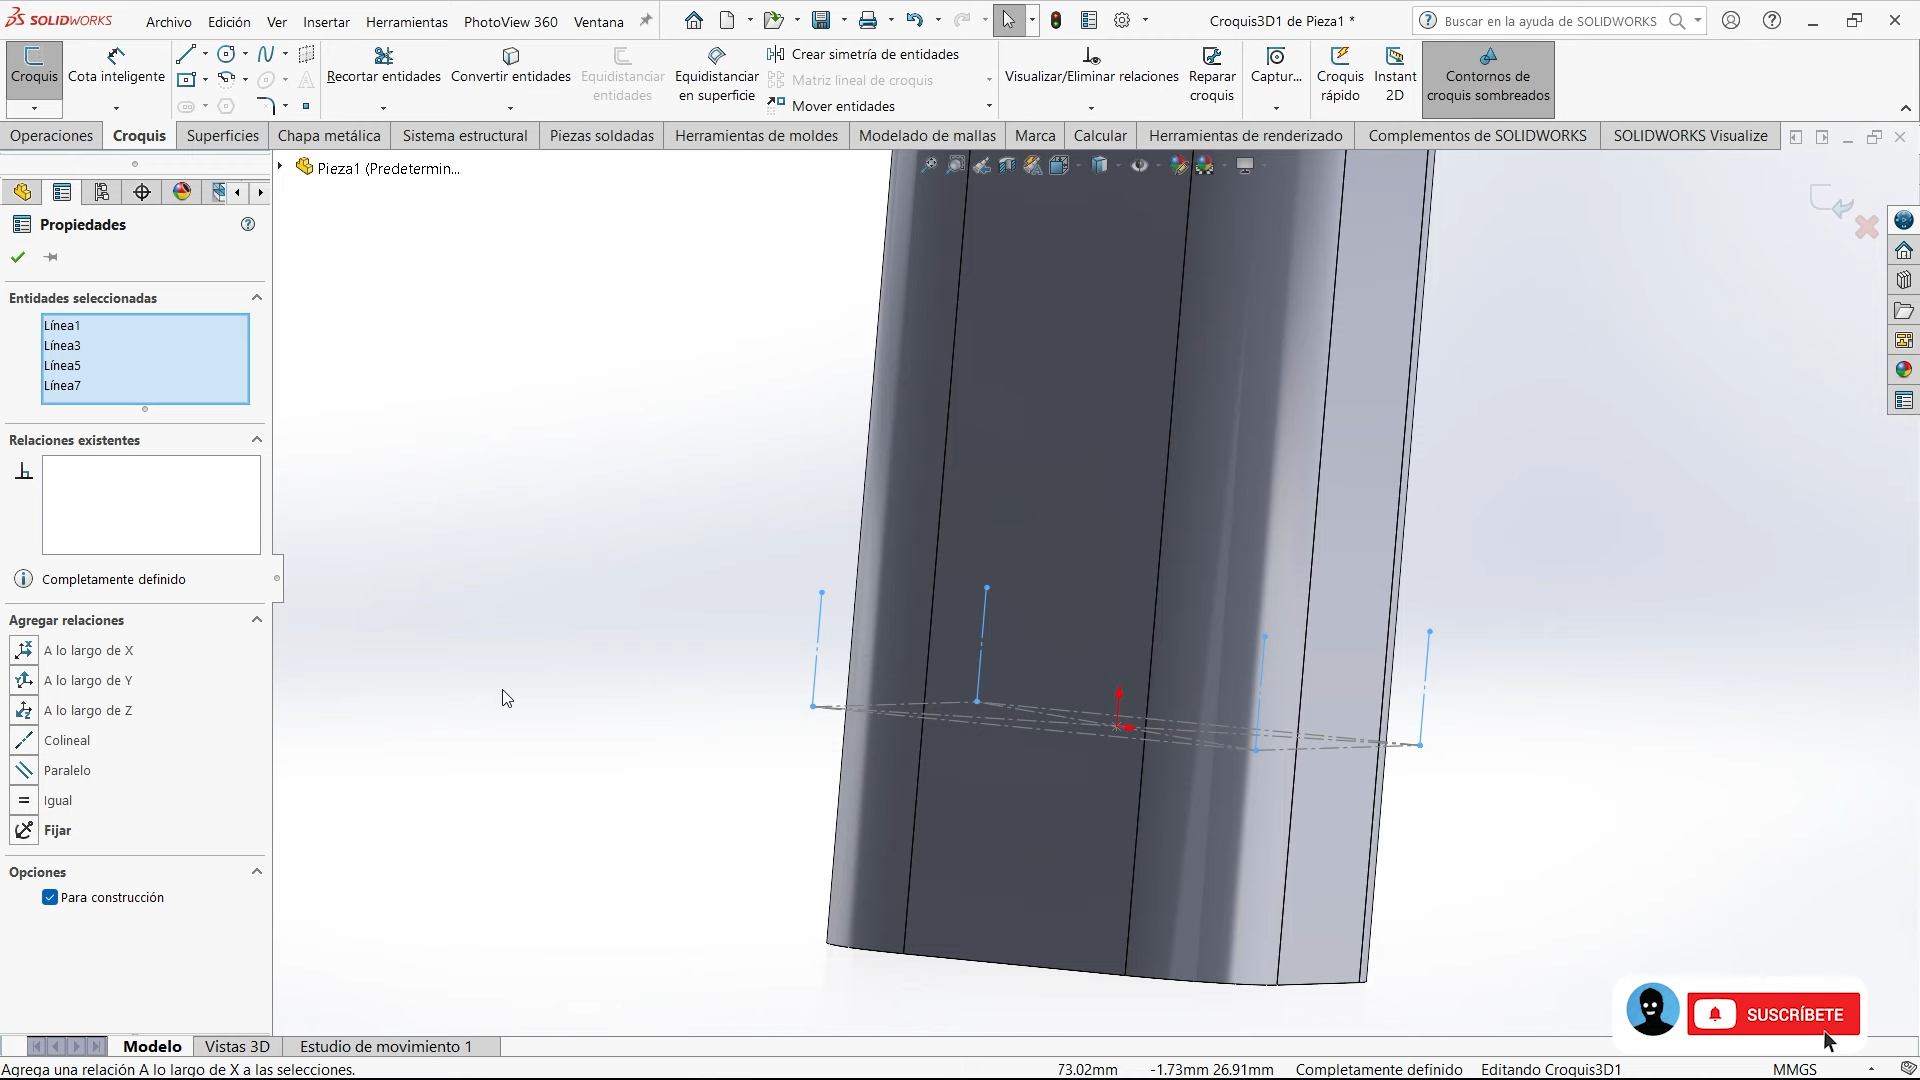 SOLIDWORKS
Archivo Edición Ver Insertar Herramientas PhotoView 360 Ventana
Croquis3D1 de Pieza1 *
Buscar en la ayuda de SOLIDWORKS
Croquis
Cota inteligente
Recortar entidades
Convertir entidades
Equidistanciar
entidades
Equidistanciar
en superficie
Crear simetría de entidades
Matriz lineal de croquis
Mover entidades
Visualizar/Eliminar relaciones
Reparar
croquis
Captur...
Croquis
rápido
Instant
2D
Contornos de
croquis sombreados
Operaciones Croquis Superficies Chapa metálica Sistema estructural Piezas soldadas Herramientas de moldes Modelado de mallas Marca Calcular Herramientas de renderizado Complementos de SOLIDWORKS SOLIDWORKS Visualize
Pieza1 (Predetermin...
Propiedades
Entidades seleccionadas
Línea1
Línea3
Línea5
Línea7
Relaciones existentes
Completamente definido
Agregar relaciones
A lo largo de X
A lo largo de Y
A lo largo de Z
Colineal
Paralelo
Igual
Fijar
Opciones
Para construcción
SUSCRÍBETE
Modelo Vistas 3D Estudio de movimiento 1
Agrega una relación A lo largo de X a las selecciones.
73.02mm -1.73mm 26.91mm Completamente definido Editando Croquis3D1 MMGS